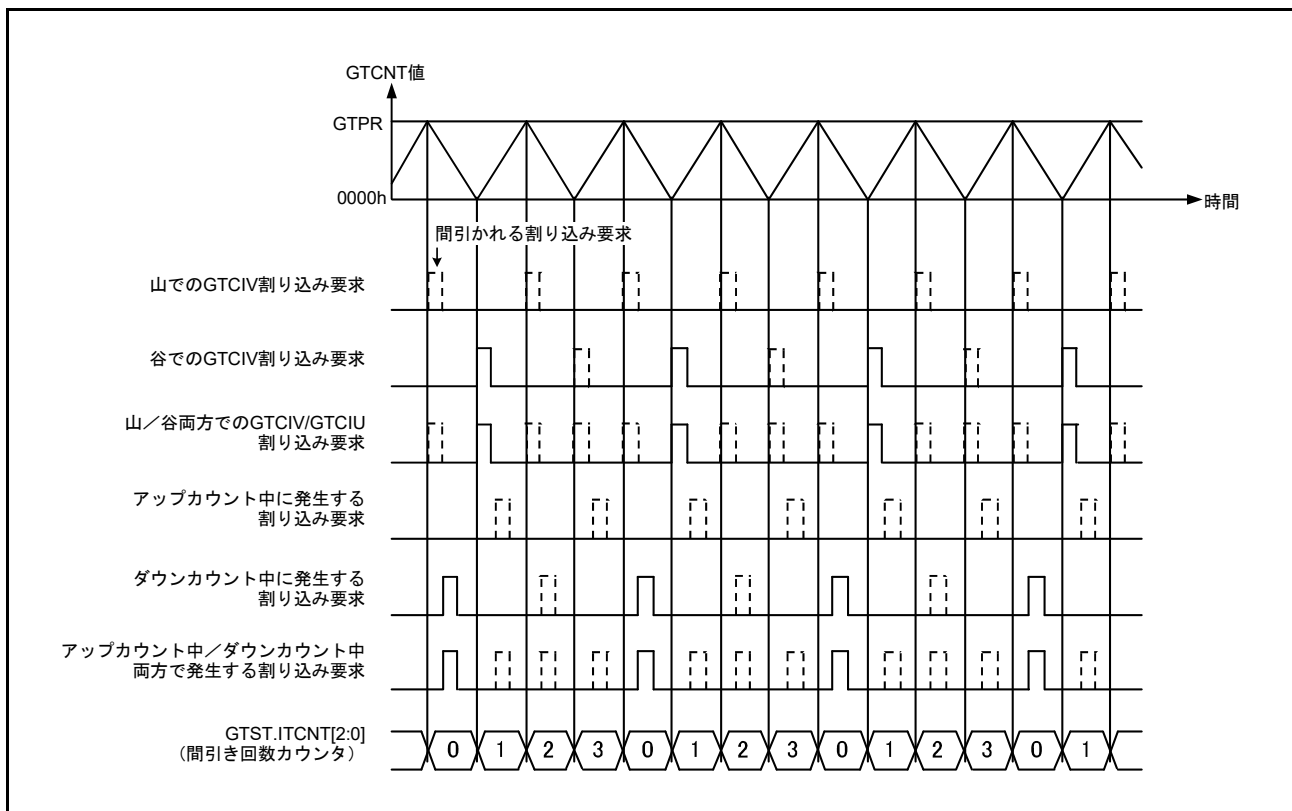 GTCNT値
GTPR
0000h
時間
間引かれる割り込み要求
山でのGTCIV割り込み要求
谷でのGTCIV割り込み要求
山／谷両方でのGTCIV/GTCIU
割り込み要求
アップカウント中に発生する
割り込み要求
ダウンカウント中に発生する
割り込み要求
アップカウント中／ダウンカウント中
両方で発生する割り込み要求
GTST.ITCNT[2:0]
（間引き回数カウンタ）
0 1 2 3 0 1 2 3 0 1 2 3 0 1